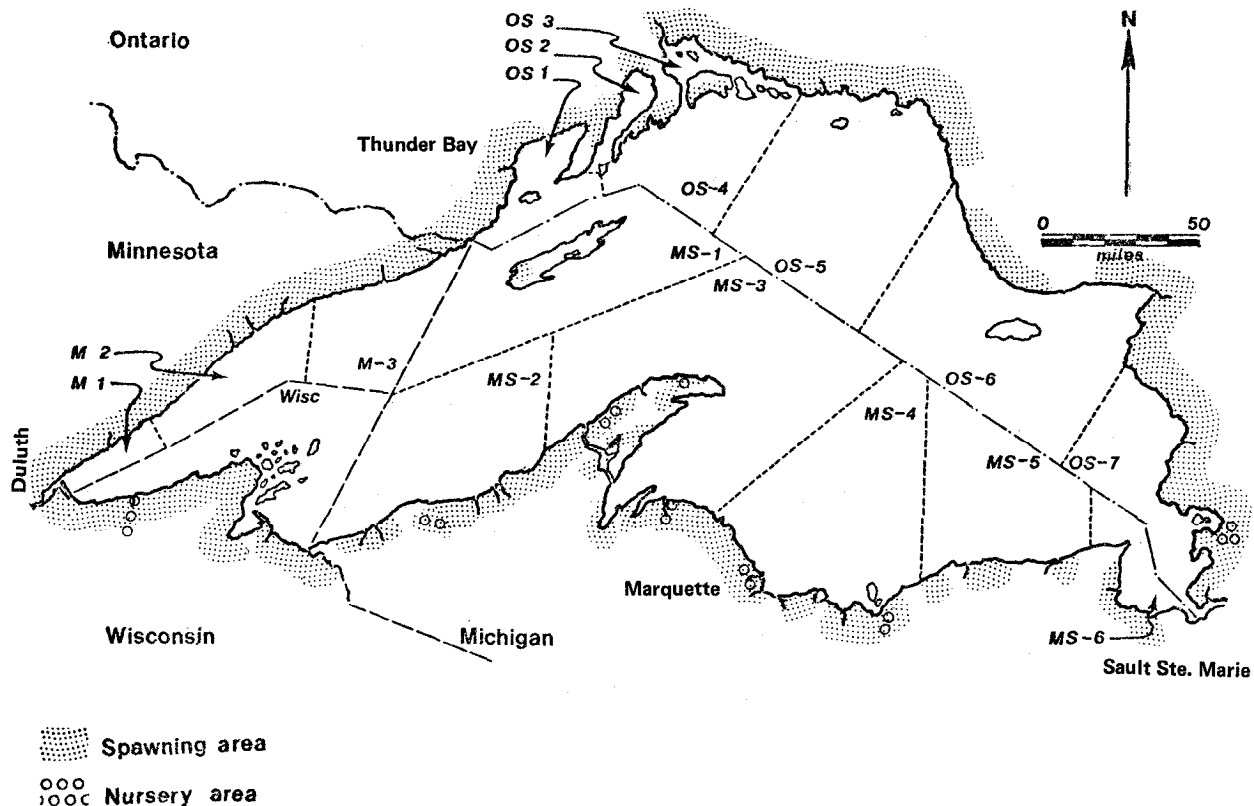 Ontario
OS 3
OS 2
OS 1
N
Thunder Bay
0 50
miles
OS-4
Minnesota
MS-1
OS-5
MS-3
M 2
M 1
M-3
MS-2
Wisc
OS-6
MS-4
Duluth
MS-5
OS-7
Marquette
Wisconsin
Michigan
MS-6
Sault Ste. Marie
Spawning area
Nursery area